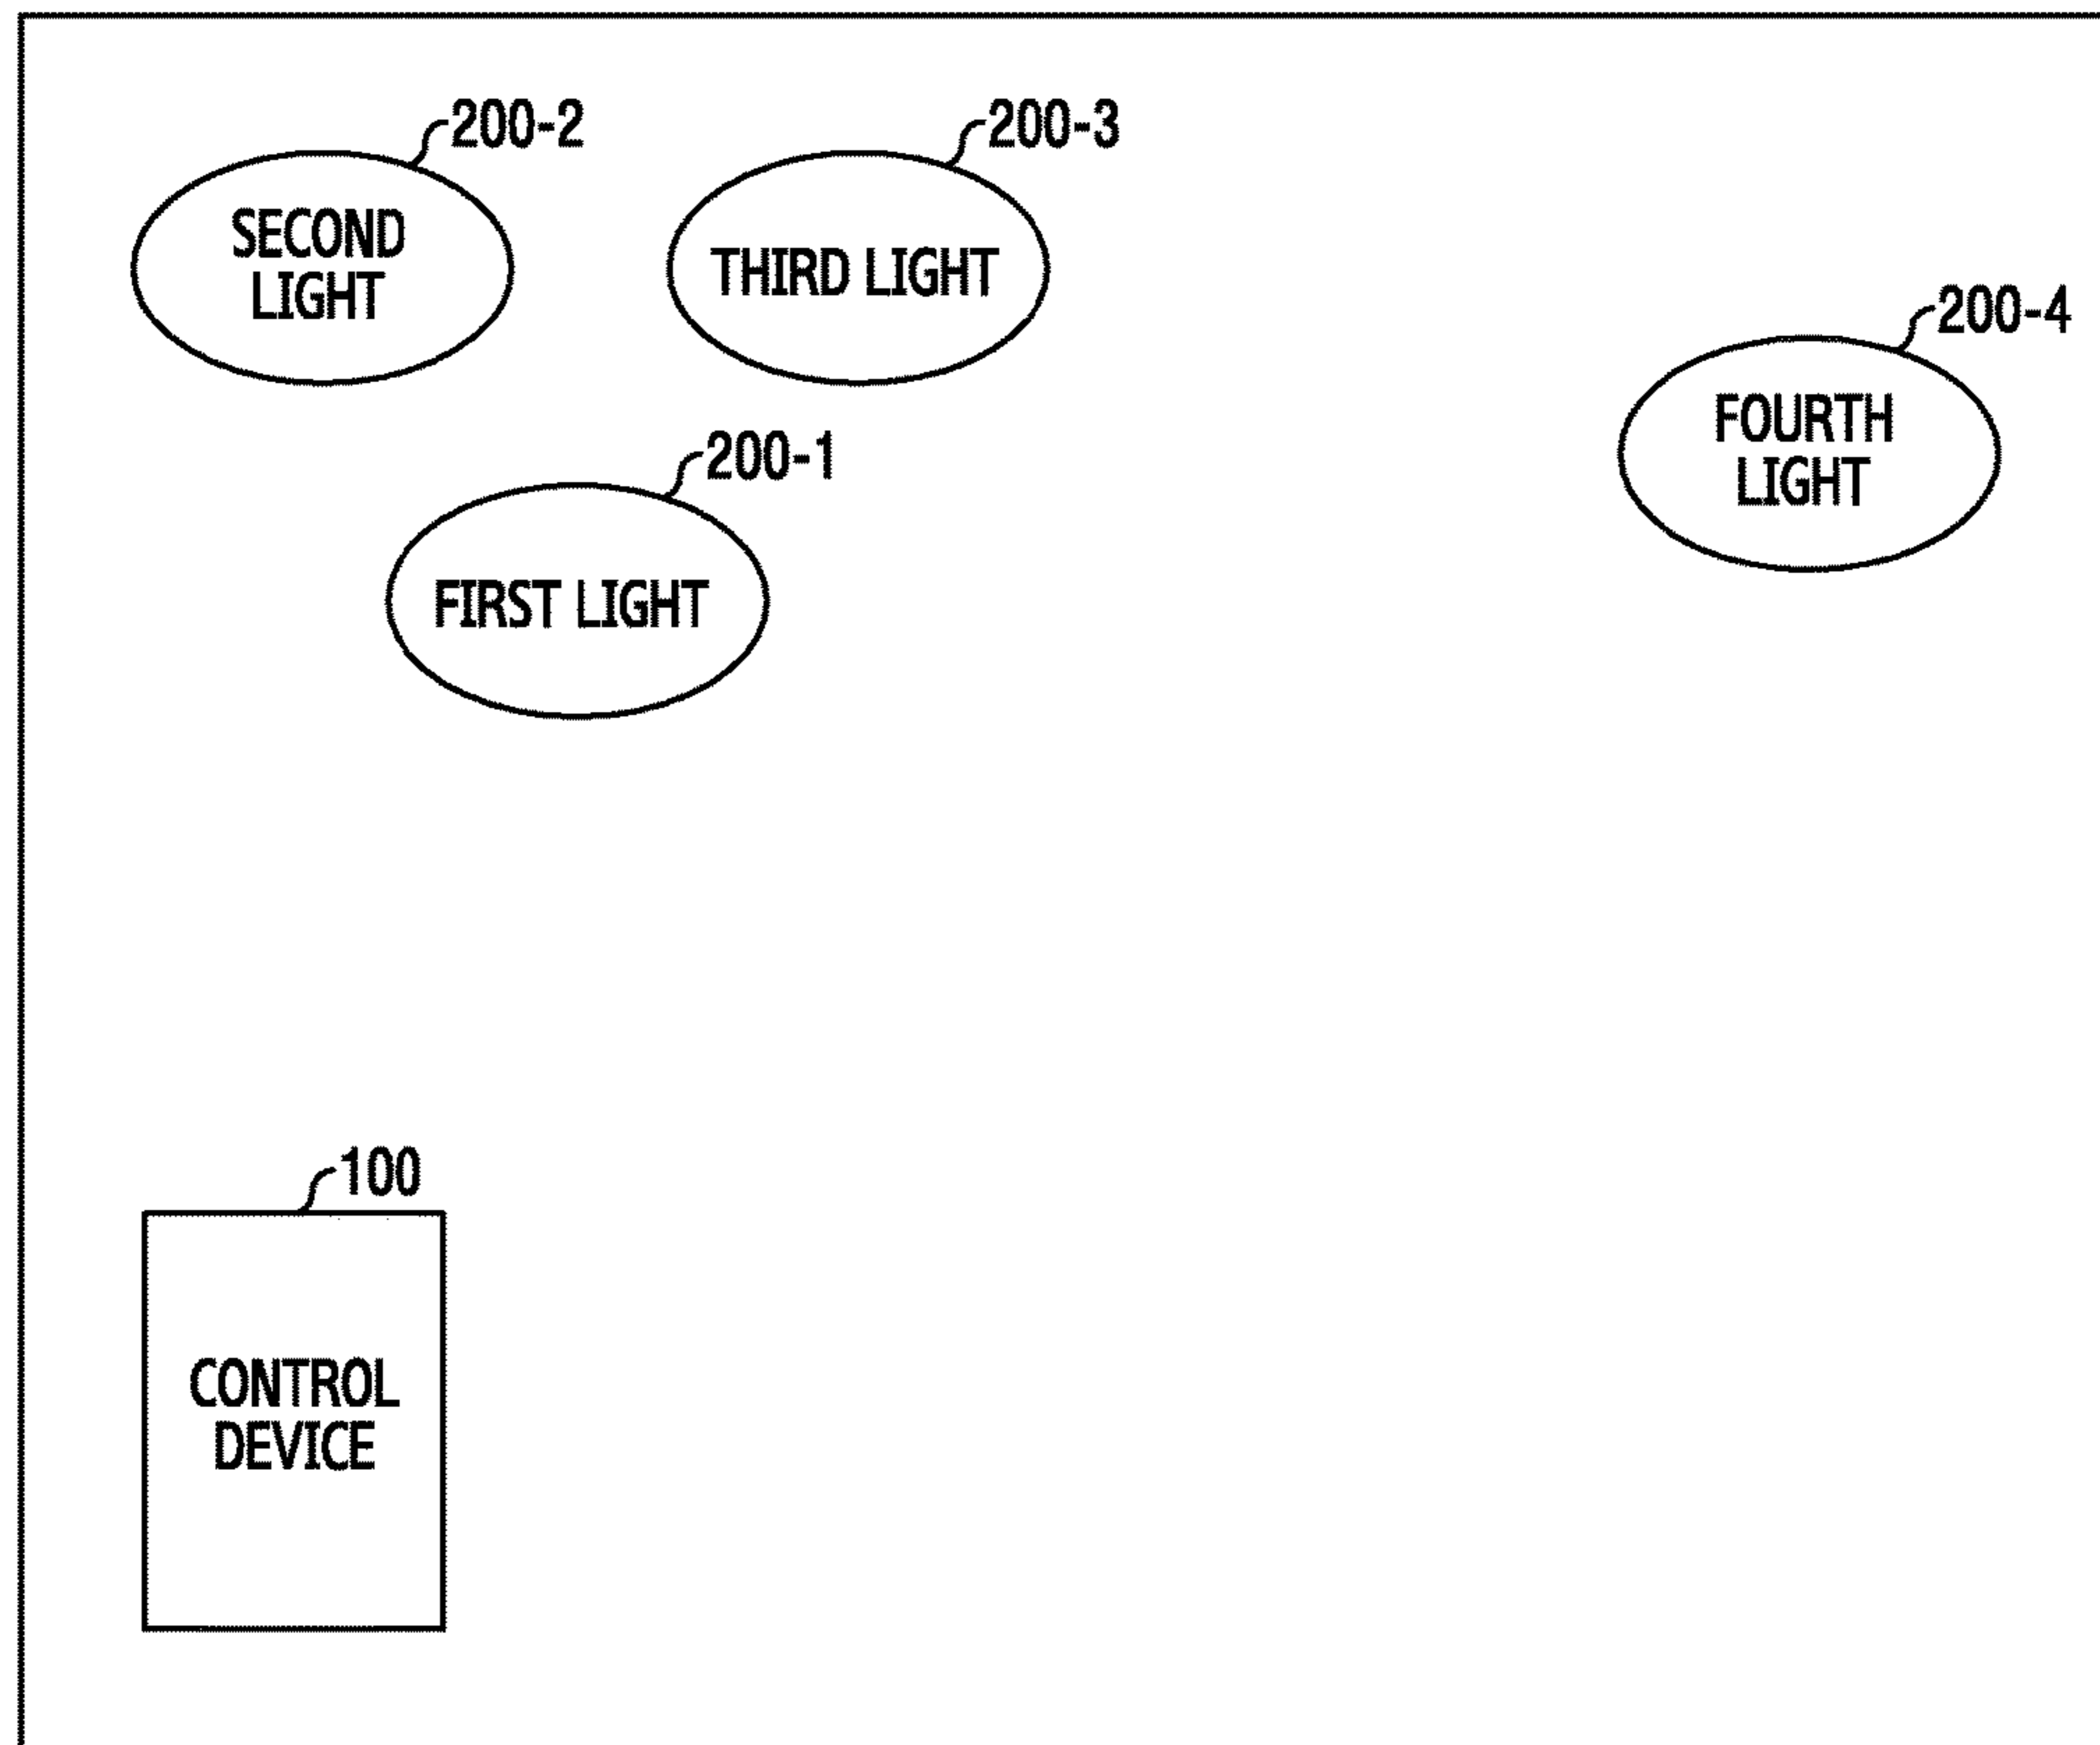 200-2
SECOND
LIGHT
200-3
THIRD LIGHT
200-4
FOURTH
LIGHT
200-1
FIRST LIGHT
100
CONTROL
DEVICE